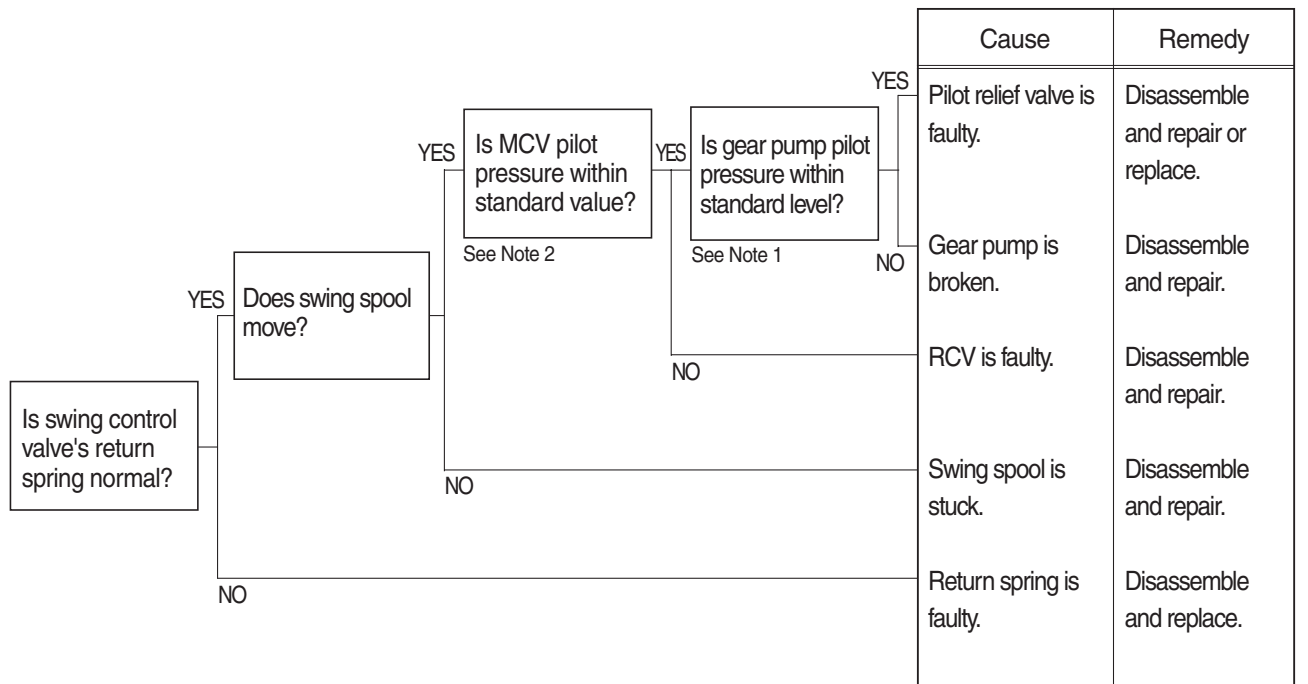 Cause
Remedy
YES
Pilot relief valve is
faulty.
Disassemble
and repair or
replace.
YES
Is MCV pilot
pressure within
standard value?
See Note 2
YES
Is gear pump pilot
pressure within
standard level?
See Note 1
NO
Gear pump is
broken.
Disassemble
and repair.
YES
Does swing spool
move?
NO
RCV is faulty.
Disassemble
and repair.
Is swing control
valve's return
spring normal?
NO
Swing spool is
stuck.
Disassemble
and repair.
NO
Return spring is
faulty.
Disassemble
and replace.